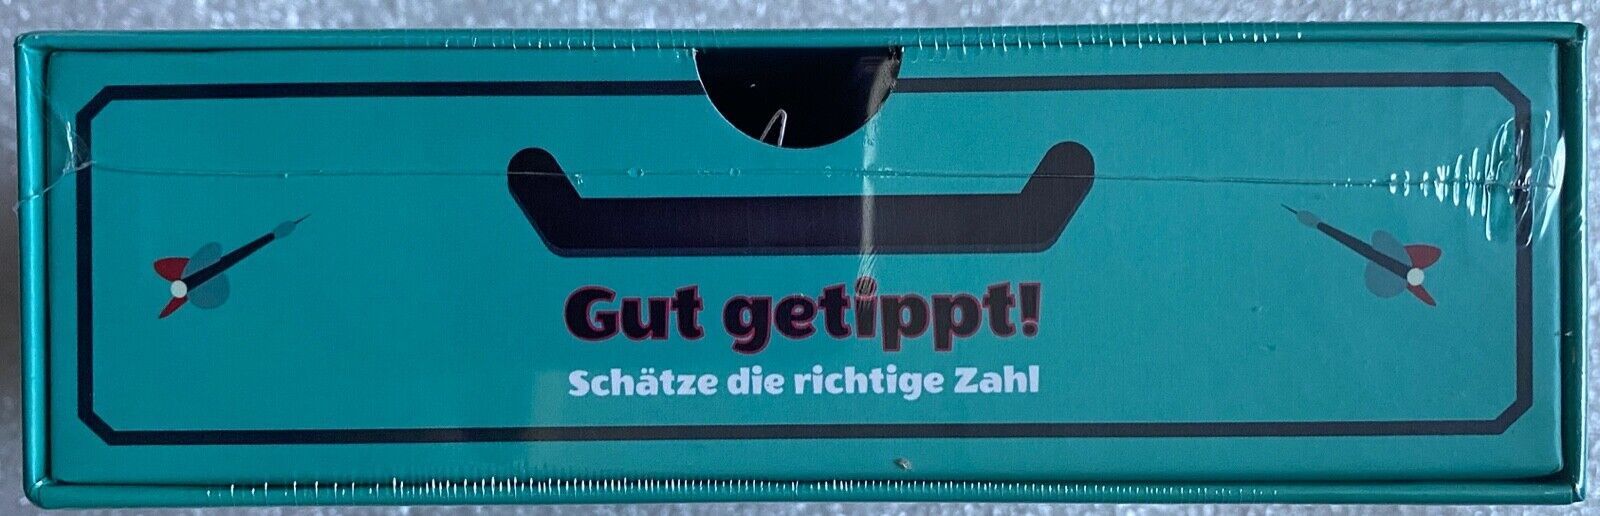 Gut getippt!
Schätze die richtige Zahl